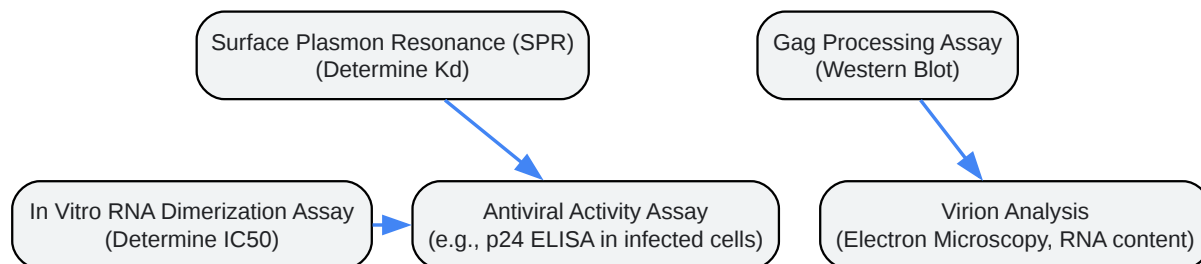 Surface Plasmon Resonance (SPR)
(Determine Kd)
Gag Processing Assay
(Western Blot)
In Vitro RNA Dimerization Assay
(Determine IC50)
Antiviral Activity Assay
(e.g., p24 ELISA in infected cells)
Virion Analysis
(Electron Microscopy, RNA content)